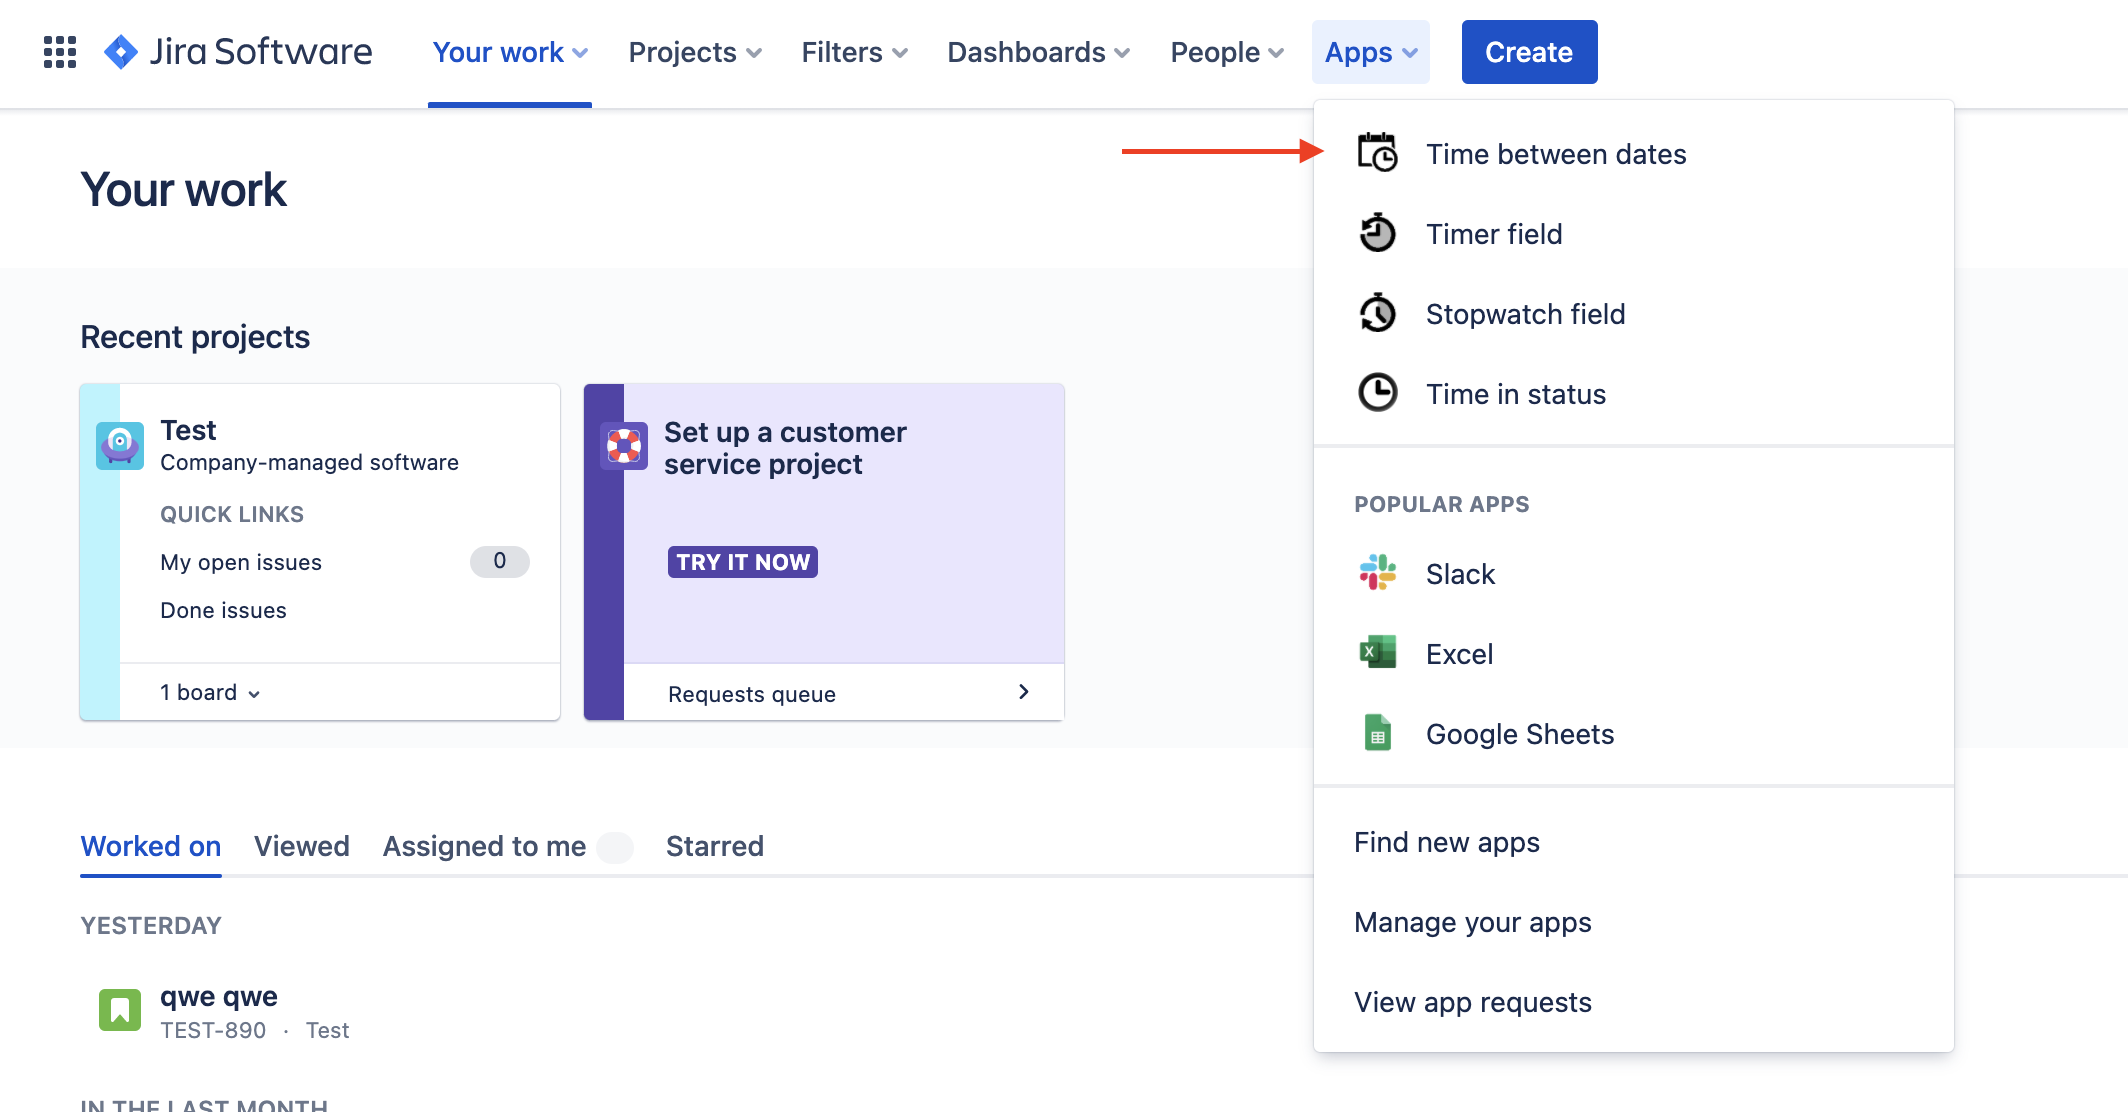 Jira Software
Your work
Projects
Filters
Dashboards
People
Apps
Create
Time between dates
Timer field
Stopwatch field
Time in status
POPULAR APPS
Slack
Excel
Google Sheets
Find new apps
Manage your apps
View app requests
Your work
Recent projects
Test
Company-managed software
QUICK LINKS
My open issues 0
Done issues
1 board
Set up a customer
service project
TRY IT NOW
Requests queue
Worked on
Viewed
Assigned to me
Starred
YESTERDAY
qwe qwe
TEST-890 · Test
IN THE LAST MONTH